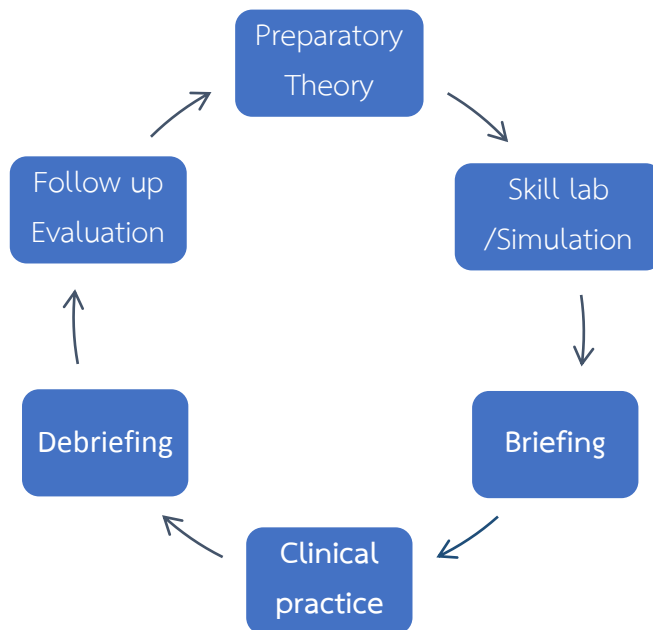 Preparatory
Theory
Skill lab
/Simulation
Briefing
Clinical
practice
Debriefing
Follow up
Evaluation